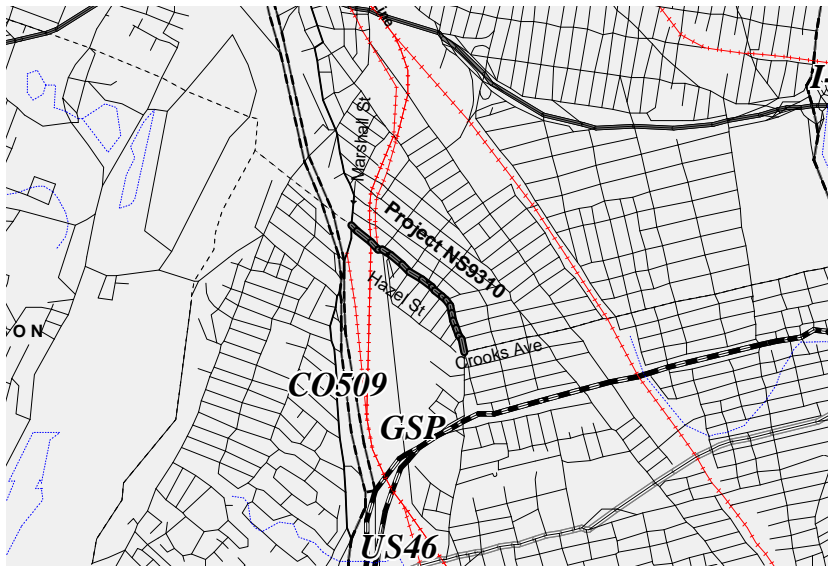 Marshall St
Project NS9310
Hazel St
O N
Crooks Ave
CO509
GSP
US46